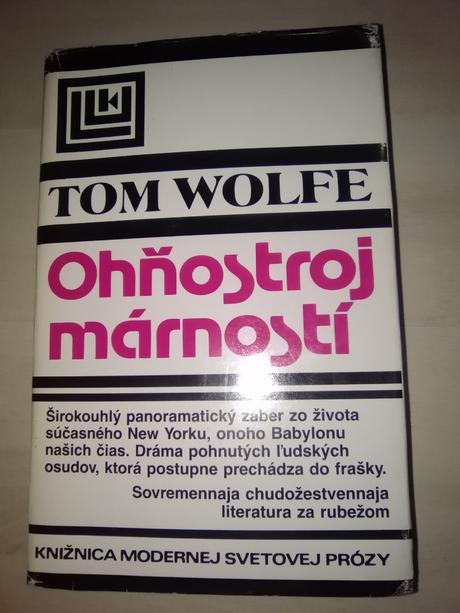 TOM WOLFE
Ohňostroj
márností
Širokouhlý panoramatický záber zo života
súčasného New Yorku, onoho Babylonu
našich čias. Dráma pohnutých ľudských
osudov, ktorá postupne prechádza do frašky.
Sovremennaja chudožestvennaja
literatura za rubežom
KNIŽNICA MODERNEJ SVETOVEJ PRÓZY